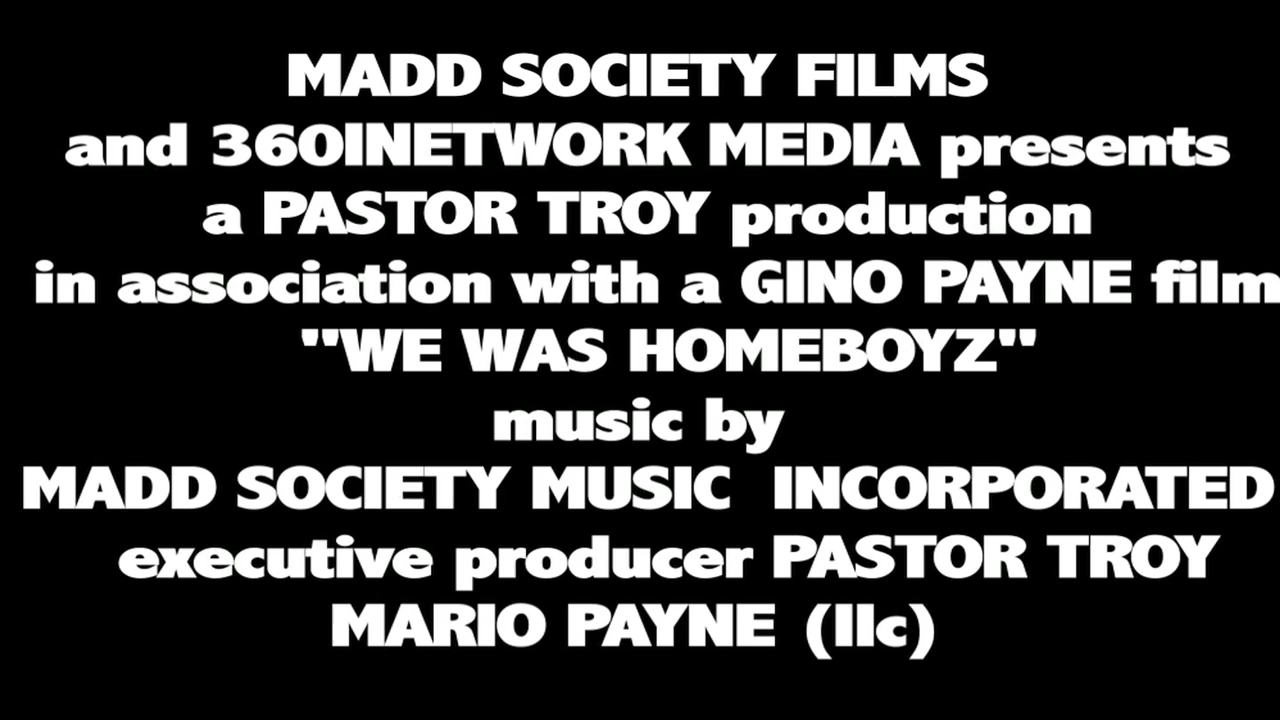 MADD SOCIETY FILMS
and 360INETWORK MEDIA presents
a PASTOR TROY production
in association with a GINO PAYNE film
"WE WAS HOMEBOYZ"
music by
MADD SOCIETY MUSIC  INCORPORATED
executive producer PASTOR TROY
MARIO PAYNE (llc)